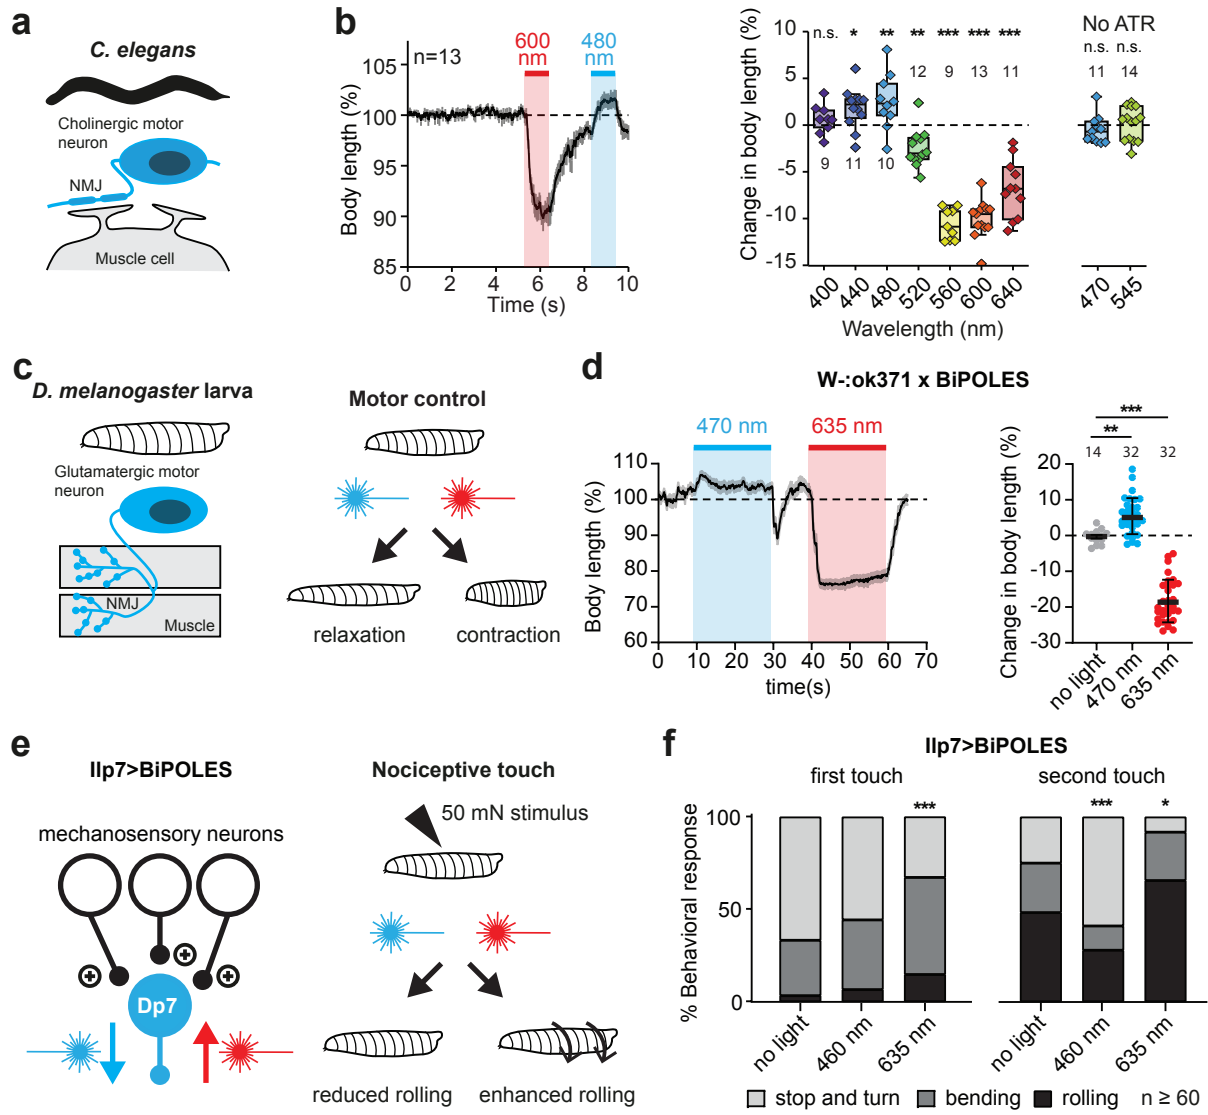 a
C. elegans
Cholinergic motor
neuron
NMJ
Muscle cell
b
n=13
600
nm
480
nm
Body length (%)
105
100
95
90
85
0 2 4 6 8 10
Time (s)
Change in body length (%)
10
5
0
-5
-10
-15
n.s. * ** ** *** *** ***
12 9 13 11
9 11 10
400 440 480 520 560 600 640
Wavelength (nm)
No ATR
n.s. n.s.
11 14
470 545
c
D. melanogaster larva
Glutamatergic motor
neuron
NMJ
Muscle
Motor control
relaxation contraction
d
W-:ok371 x BiPOLES
470 nm 635 nm
Body length (%)
110
100
90
80
70
60
0 10 20 30 40 50 60 70
time(s)
Change in body length (%)
***
**
14 32 32
20
10
0
-10
-20
-30
no light 470 nm 635 nm
e
Ilp7>BiPOLES
mechanosensory neurons
Dp7
Nociceptive touch
50 mN stimulus
reduced rolling enhanced rolling
f
Ilp7>BiPOLES
first touch second touch
*** *** *
% Behavioral response
100
50
0
no light 460 nm 635 nm no light 460 nm 635 nm
stop and turn bending rolling n ≥ 60